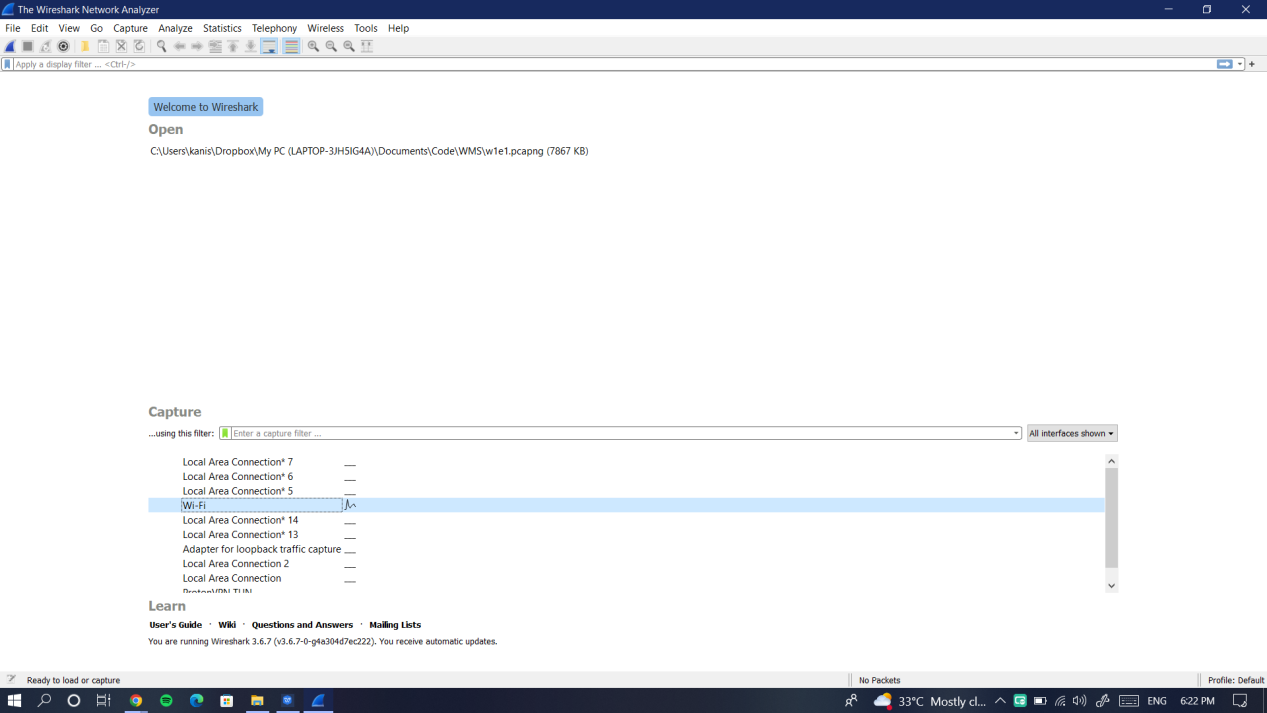 The Wireshark Network Analyzer
File Edit View Go Capture Analyze Statistics Telephony Wireless Tools Help
Apply a display filter ... <Ctrl-/>
Welcome to Wireshark
Open
C:\Users\kanis\Dropbox\My PC (LAPTOP-3JH5IG4A)\Documents\Code\WMS\w1e1.pcapng (7867 KB)
Capture
...using this filter: Enter a capture filter ... All interfaces shown
Local Area Connection* 7
Local Area Connection* 6
Local Area Connection* 5
Wi-Fi
Local Area Connection* 14
Local Area Connection* 13
Adapter for loopback traffic capture
Local Area Connection 2
Local Area Connection
ProtonVPN TUN
Learn
User's Guide · Wiki · Questions and Answers · Mailing Lists
You are running Wireshark 3.6.7 (v3.6.7-0-g4a304d7ec222). You receive automatic updates.
Ready to load or capture No Packets Profile: Default
33°C Mostly cl... ENG 6:22 PM